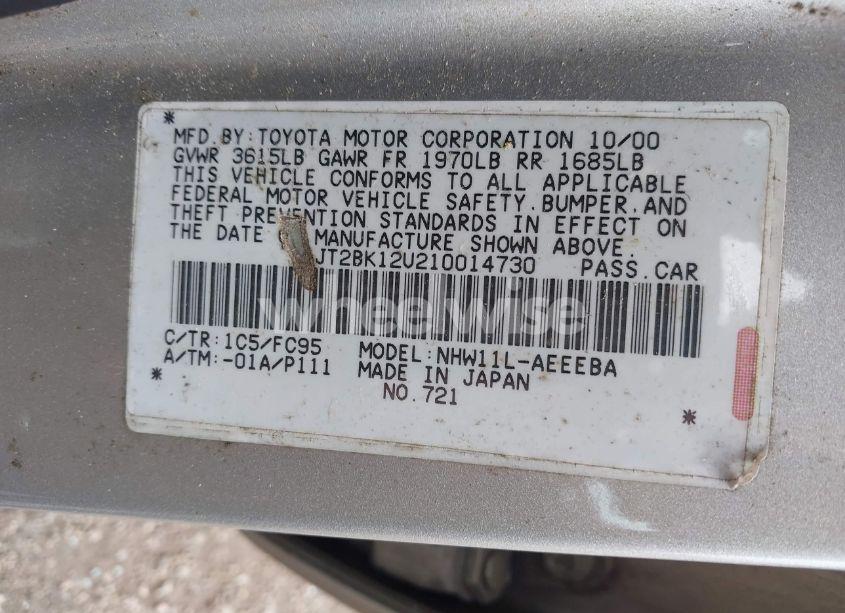 MFD.BY:TOYOTA MOTOR CORPORATION 10/00
GVWR 3615LB GAWR FR 1970LB RR 1685LB
THIS VEHICLE CONFORMS TO ALL APPLICABLE
FEDERAL MOTOR VEHICLE SAFETY.BUMPER.AND
THEFT PREVENTION STANDARDS IN EFFECT ON
THE DATE MANUFACTURE SHOWN ABOVE.
JT2BK12U210014730 PASS.CAR
wheelwise
C/TR:1C5/FC95 MODEL:NHW11L-AEEEBA
A/TM:-01A/P111 MADE IN JAPAN
NO.721